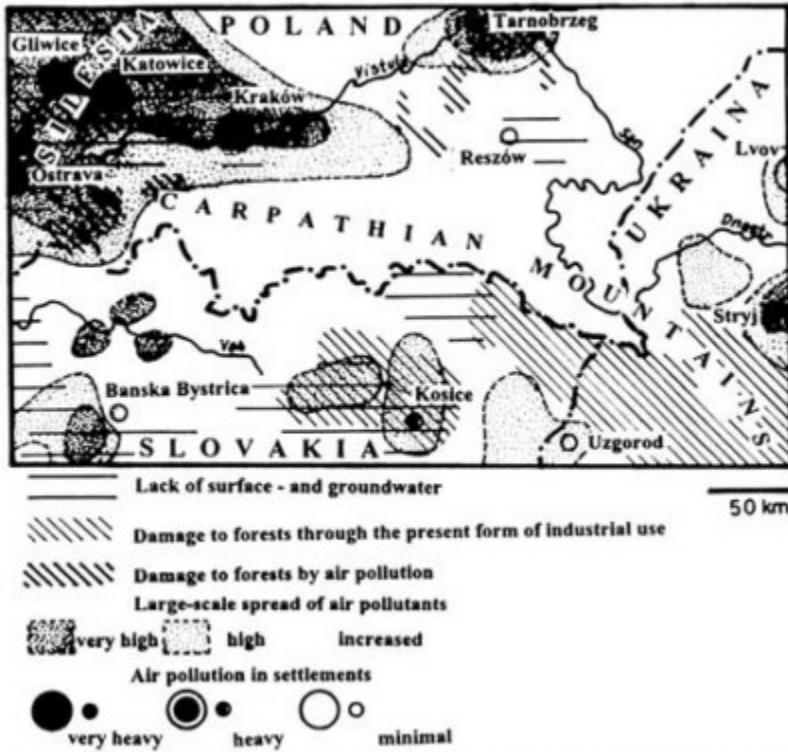 POLAND
Tarnobrzeg
Gliwice
SILESIA
Katowice
Vistula
Kraków
San
Reszów
UKRAINA
Lvov
Ostrava
CARPATHIAN MOUNTAINS
Dnestr
Stryj
Banska Bystrica
Kosice
SLOVAKIA
Uzgorod
Lack of surface - and groundwater
50 km
Damage to forests through the present form of industrial use
Damage to forests by air pollution
Large-scale spread of air pollutants
very high high increased
Air pollution in settlements
very heavy heavy minimal